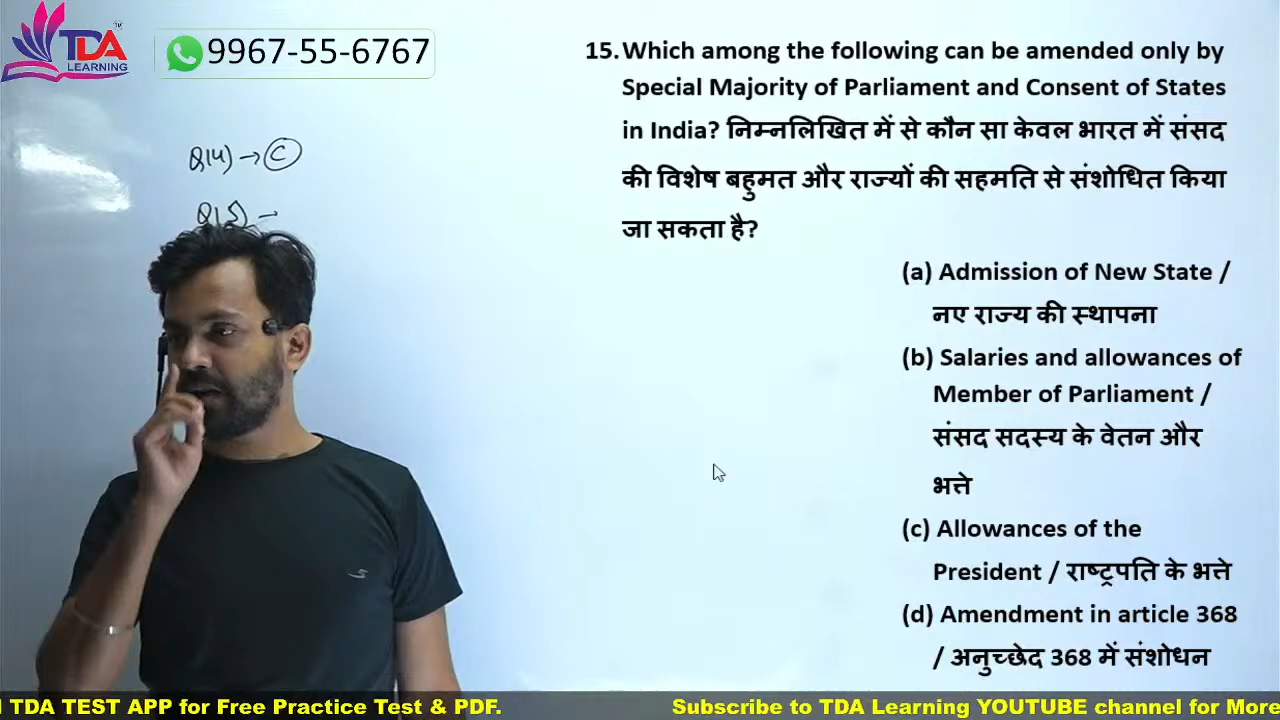 TDA
TM
LEARNING
9967-55-6767
Q14) → C
Q15) →
15. Which among the following can be amended only by
Special Majority of Parliament and Consent of States
in India? निम्नलिखित में से कौन सा केवल भारत में संसद
की विशेष बहुमत और राज्यों की सहमति से संशोधित किया
जा सकता है?
(a) Admission of New State /
नए राज्य की स्थापना
(b) Salaries and allowances of
Member of Parliament /
संसद सदस्य के वेतन और
भत्ते
(c) Allowances of the
President / राष्ट्रपति के भत्ते
(d) Amendment in article 368
/ अनुच्छेद 368 में संशोधन
TDA TEST APP for Free Practice Test & PDF.
Subscribe to TDA Learning YOUTUBE channel for More